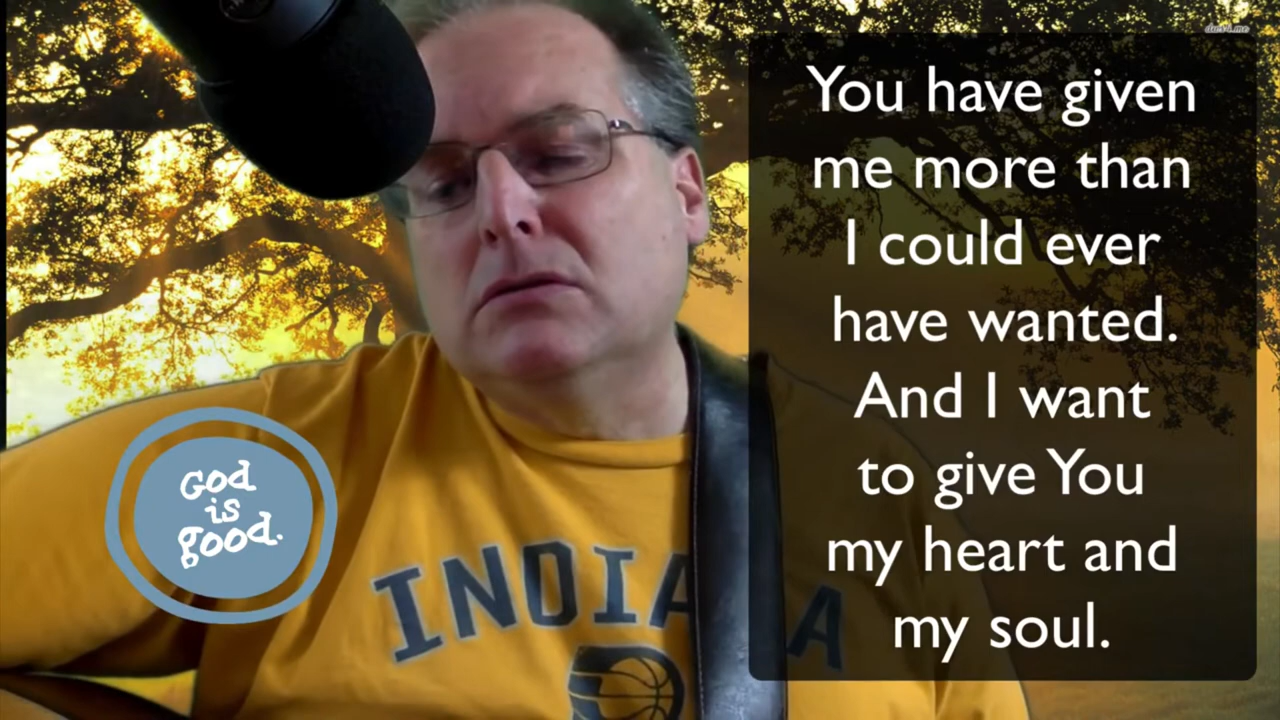 You have given
me more than
I could ever
have wanted.
And I want
to give You
my heart and
my soul.
God
is
good.
INDIA A